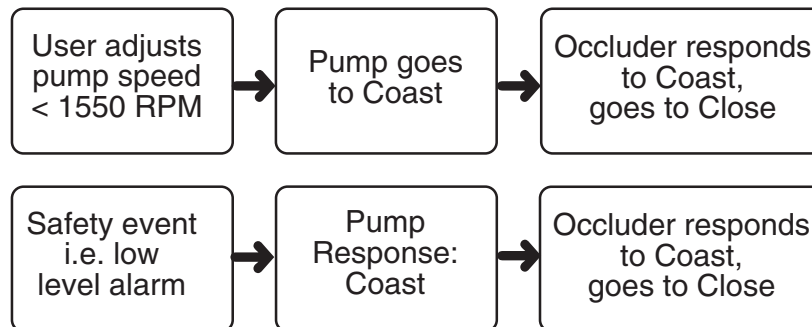 User adjusts
pump speed
< 1550 RPM
Pump goes
to Coast
Occluder responds
to Coast,
goes to Close
Safety event
i.e. low
level alarm
Pump
Response:
Coast
Occluder responds
to Coast,
goes to Close